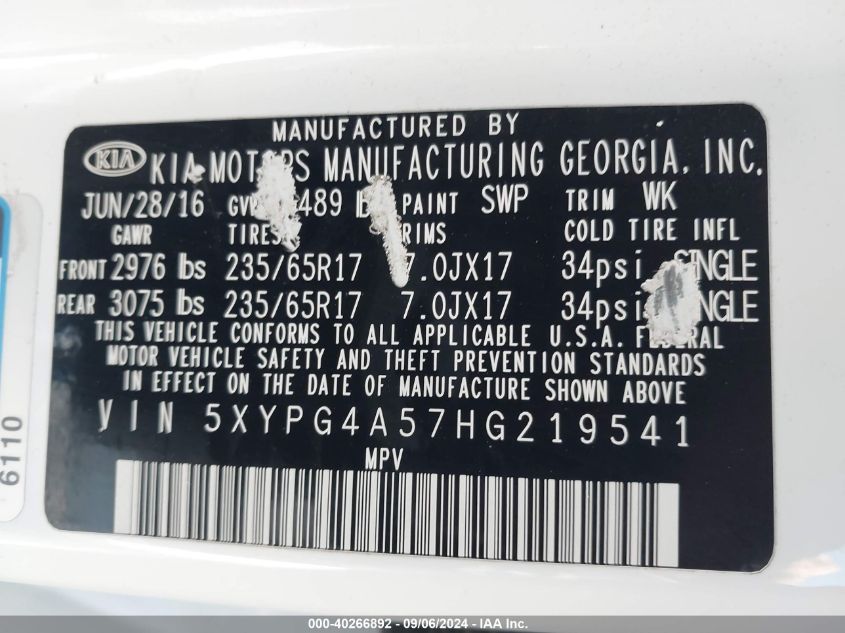 MANUFACTURED BY
KIA KIA MOTORS MANUFACTURING GEORGIA, INC.
JUN/28/16 489 PAINT SWP TRIM WK
GAWR TIRES RIMS COLD TIRE INFL
FRONT 2976 lbs 235/65R17 7.0JX17 34psi SINGLE
REAR 3075 lbs 235/65R17 7.0JX17 34psi SINGLE
THIS VEHICLE CONFORMS TO ALL APPLICABLE U.S.A. FEDERAL
MOTOR VEHICLE SAFETY AND THEFT PREVENTION STANDARDS
IN EFFECT ON THE DATE OF MANUFACTURE SHOWN ABOVE
VIN 5XYPG4A57HG219541
MPV
6110
000-40266892 - 09/06/2024 - IAA Inc.